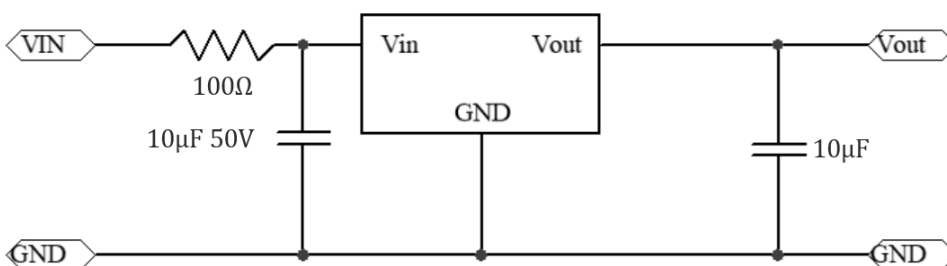 VIN
Vin
Vout
Vout
100Ω
GND
10μF 50V
10μF
GND
GND